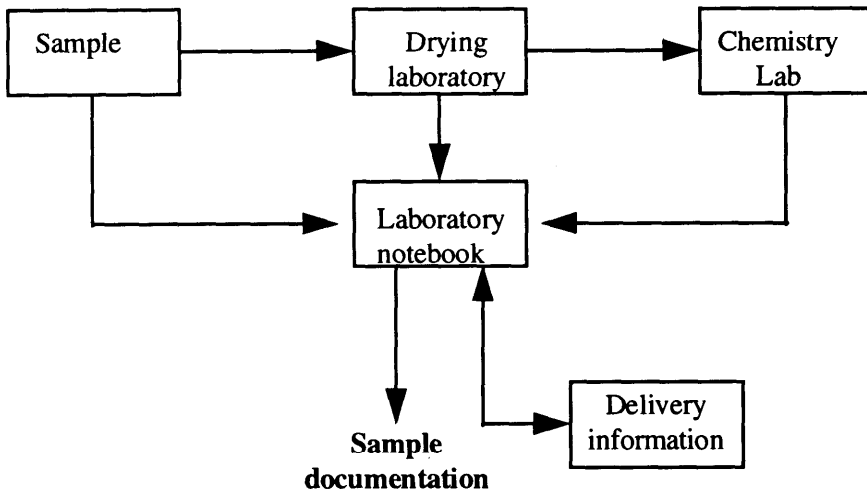 Sample
Drying
laboratory
Chemistry
Lab
Laboratory
notebook
Delivery
information
Sample
documentation